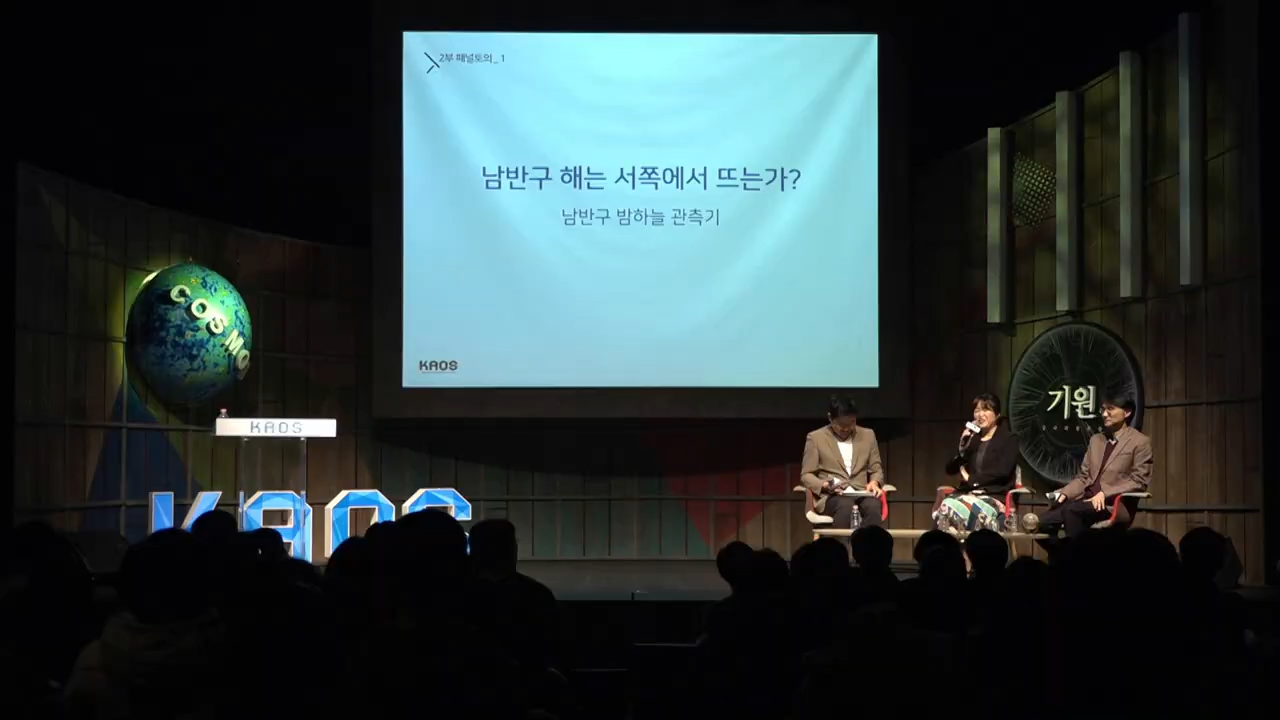 2부 패널토의_1
남반구 해는 서쪽에서 뜨는가?
남반구 밤하늘 관측기
KAOS
COSMO
KAOS
기원
KAOS